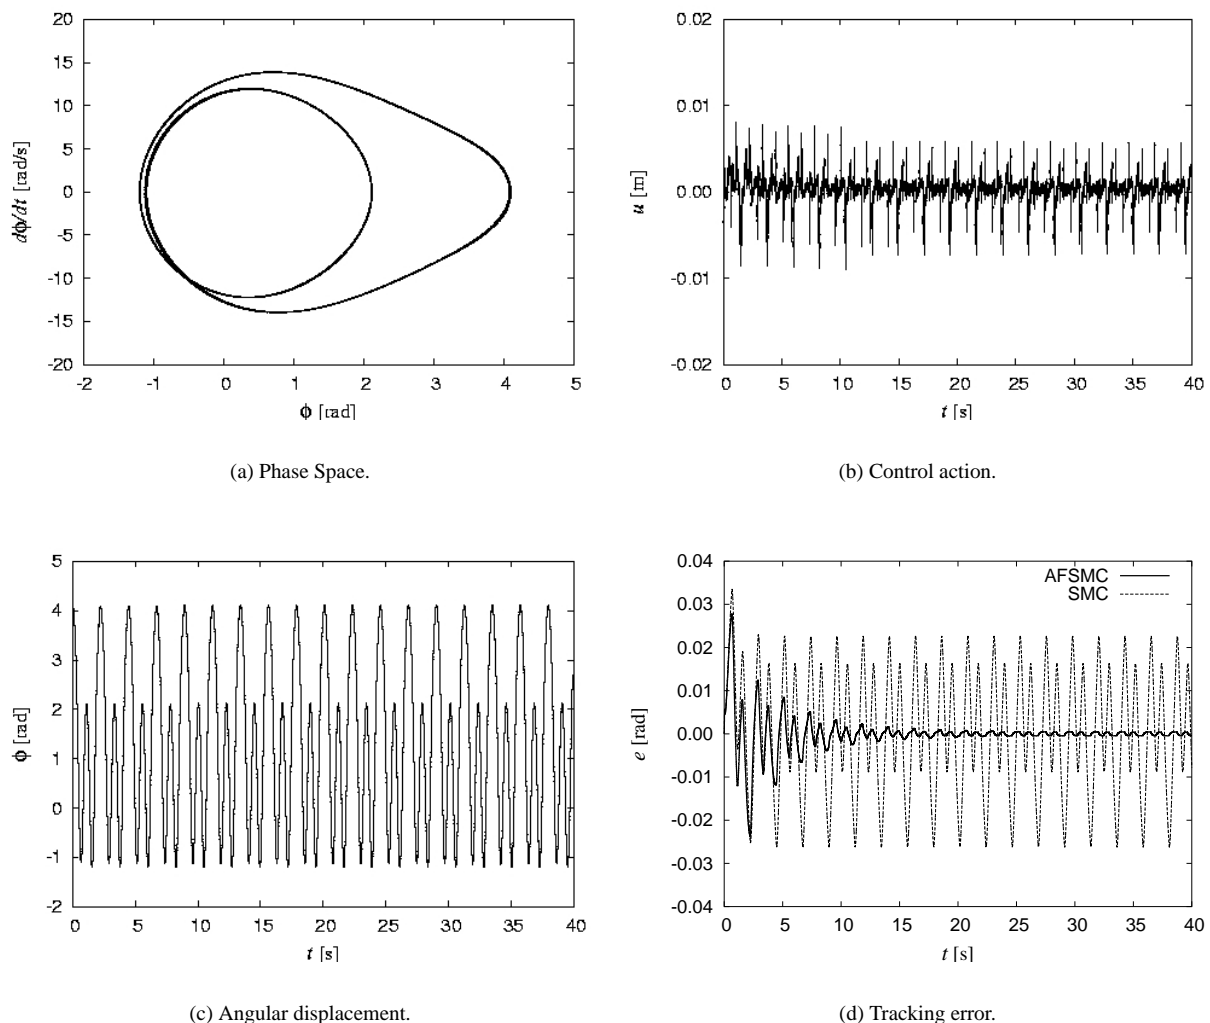 20
15
10
5
0
-5
-10
-15
-20
-2 -1 0 1 2 3 4 5
dϕ/dt [rad/s]
ϕ [rad]
(a) Phase Space.
0.02
0.01
0.00
-0.01
-0.02
0 5 10 15 20 25 30 35 40
u [m]
t [s]
(b) Control action.
5
4
3
2
1
0
-1
-2
0 5 10 15 20 25 30 35 40
ϕ [rad]
t [s]
(c) Angular displacement.
0.04
0.03
0.02
0.01
0.00
-0.01
-0.02
-0.03
-0.04
0 5 10 15 20 25 30 35 40
e [rad]
t [s]
AFSMC
SMC
(d) Tracking error.